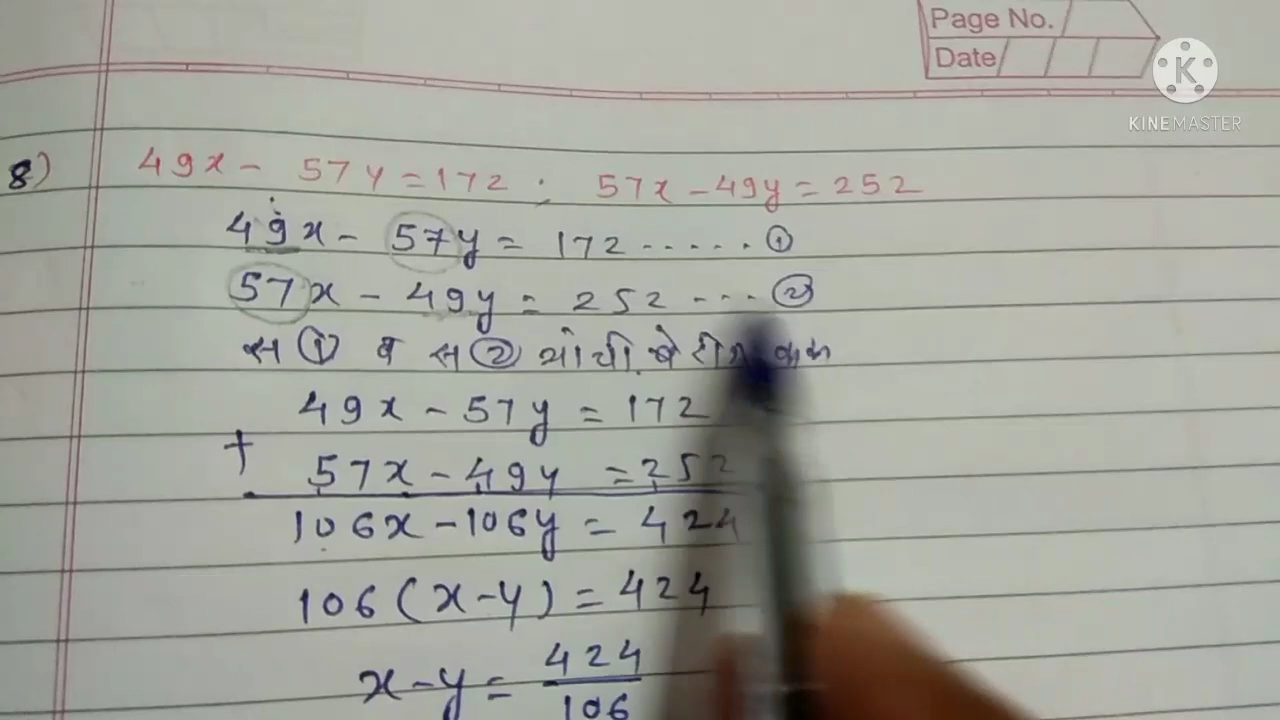 Page No.
Date
KINEMASTER
8) 49x - 57y = 172 ; 57x - 49y = 252
49x - 57y = 172 ..... ①
57x - 49y = 252 ... ②
स ① व स ② यांची बेरीज
49x - 57y = 172
+ 57x - 49y = 252
106x - 106y = 424
106(x - y) = 424
x - y = 424
106